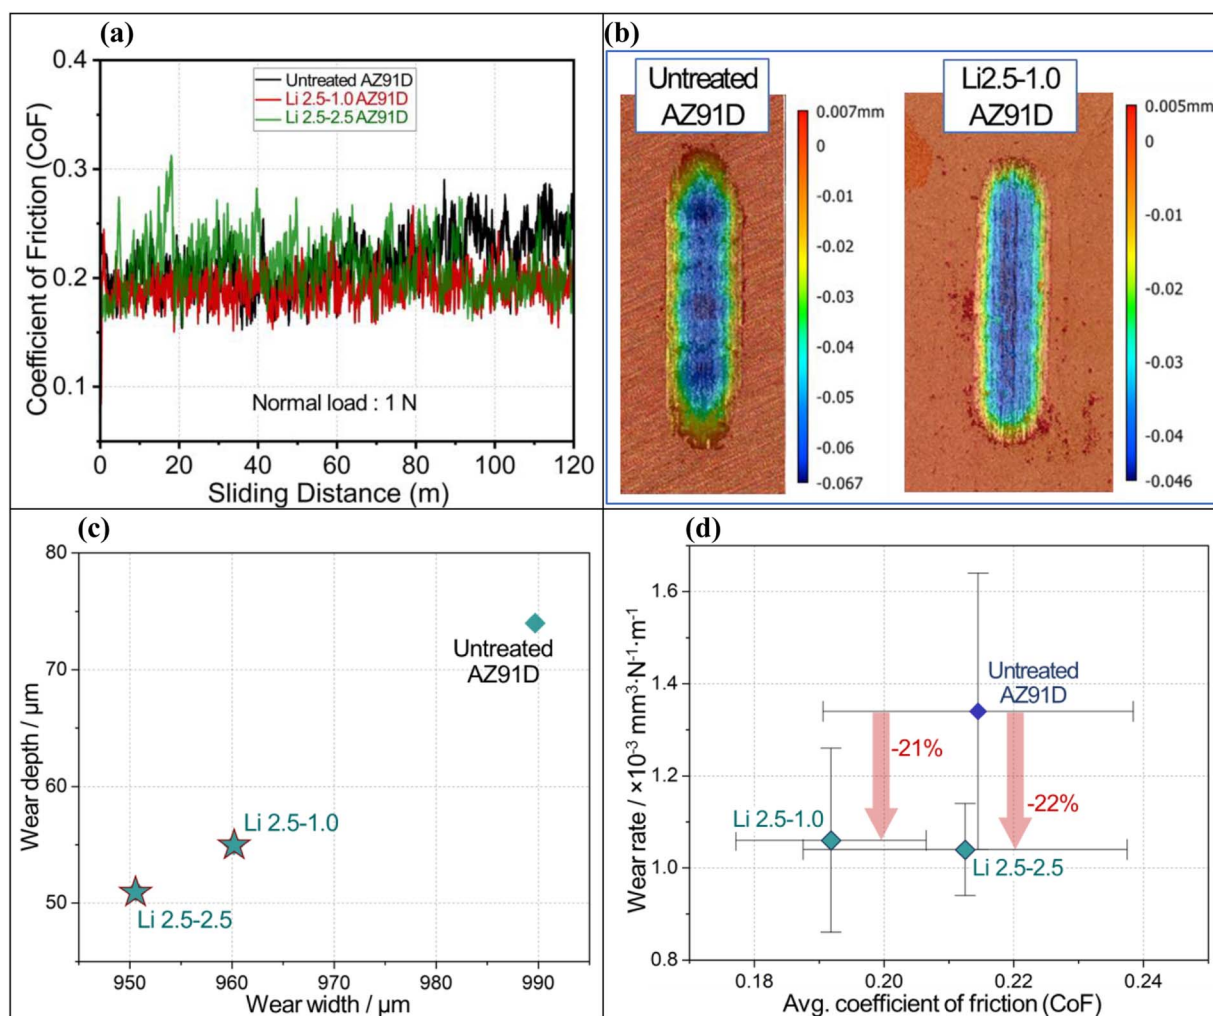 (a)
0.4
0.3
0.2
0.1
Coefficient of Friction (CoF)
Untreated AZ91D
Li 2.5-1.0 AZ91D
Li 2.5-2.5 AZ91D
Normal load : 1 N
0 20 40 60 80 100 120
Sliding Distance (m)
(b)
Untreated
AZ91D
0.007mm
0
-0.01
-0.02
-0.03
-0.04
-0.05
-0.06
-0.067
Li2.5-1.0
AZ91D
0.005mm
0
-0.01
-0.02
-0.03
-0.04
-0.046
(c)
80
70
60
50
Wear depth / µm
Untreated
AZ91D
Li 2.5-1.0
Li 2.5-2.5
950 960 970 980 990
Wear width / µm
(d)
1.6
1.4
1.2
1.0
0.8
Wear rate / ×10⁻³ mm³·N⁻¹·m⁻¹
Untreated
AZ91D
-21%
-22%
Li 2.5-1.0
Li 2.5-2.5
0.18 0.20 0.22 0.24
Avg. coefficient of friction (CoF)